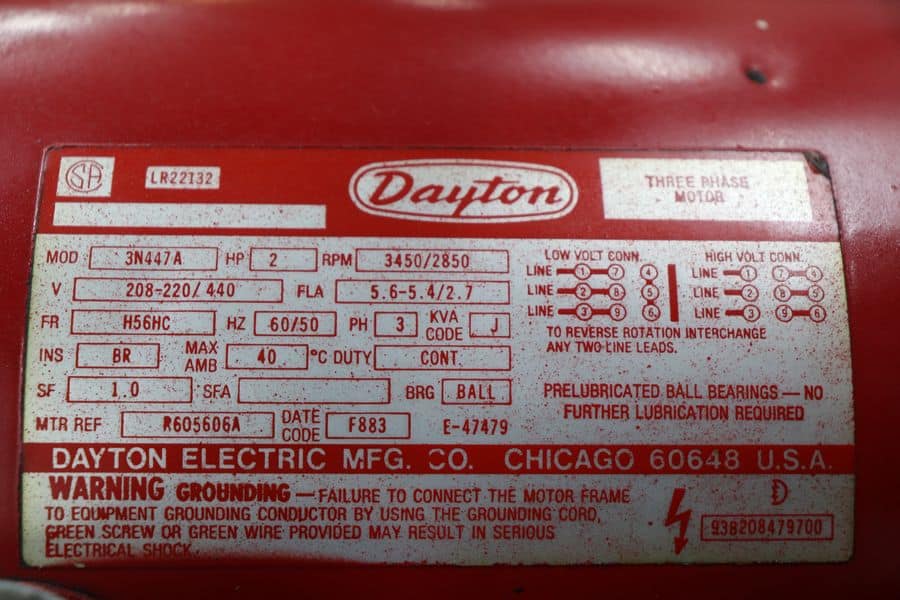 SA LR22132 Dayton THREE PHASE
MOTOR
MOD 3N447A HP 2 RPM 3450/2850
V 208-220/440 FLA 5.6-5.4/2.7
FR H56HC HZ 60/50 PH 3 KVA CODE J
INS BR MAX AMB 40 °C DUTY CONT.
SF 1.0 SFA BRG BALL
MTR REF R605606A DATE CODE F883 E-47479
LOW VOLT CONN. HIGH VOLT CONN.
LINE 1 7 4 LINE 1 7 4
LINE 2 8 5 LINE 2 8 5
LINE 3 9 6 LINE 3 9 6
TO REVERSE ROTATION INTERCHANGE
ANY TWO LINE LEADS.
PRELUBRICATED BALL BEARINGS — NO
FURTHER LUBRICATION REQUIRED
DAYTON ELECTRIC MFG. CO. CHICAGO 60648 U.S.A.
WARNING GROUNDING — FAILURE TO CONNECT THE MOTOR FRAME
TO EQUIPMENT GROUNDING CONDUCTOR BY USING THE GROUNDING CORD,
GREEN SCREW OR GREEN WIRE PROVIDED MAY RESULT IN SERIOUS
ELECTRICAL SHOCK.
938208479700